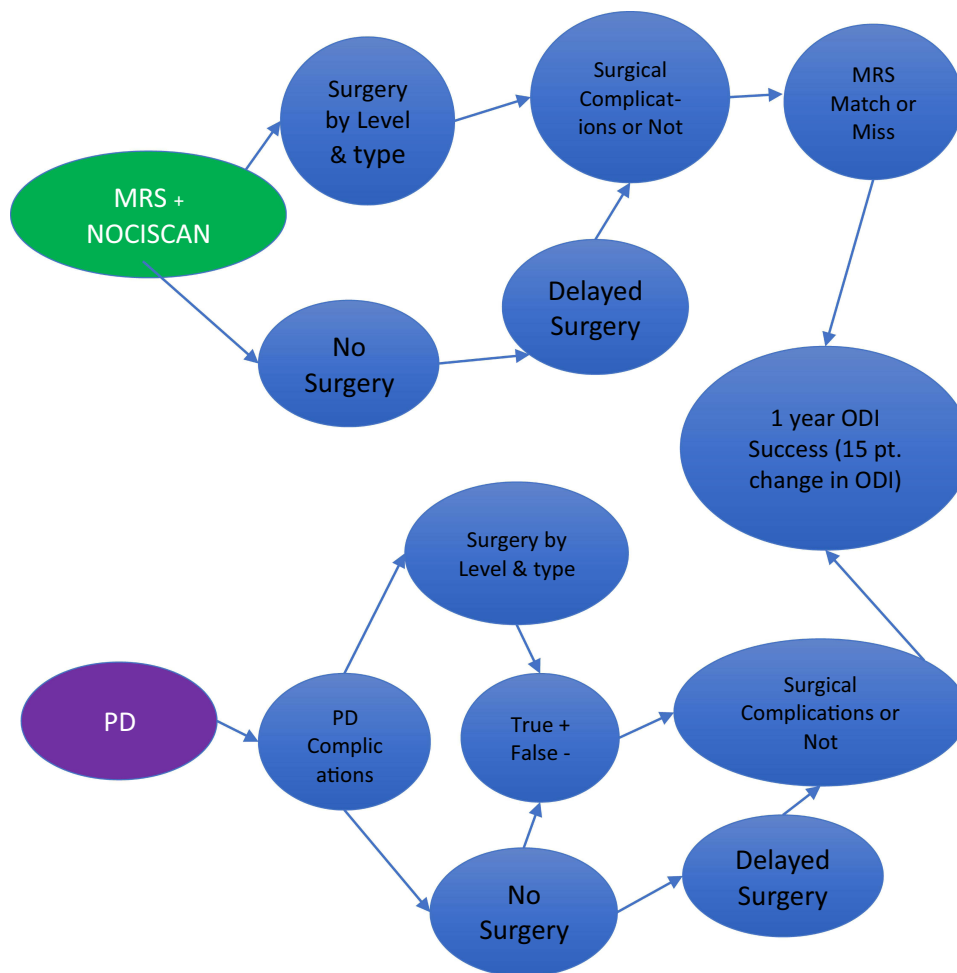 Surgery
by Level
& type
Surgical
Complicat-
ions or Not
MRS
Match or
Miss
MRS +
NOCISCAN
No
Surgery
Delayed
Surgery
1 year ODI
Success (15 pt.
change in ODI)
Surgery by
Level & type
PD
PD
Complic
ations
True +
False -
Surgical
Complications or
Not
No
Surgery
Delayed
Surgery